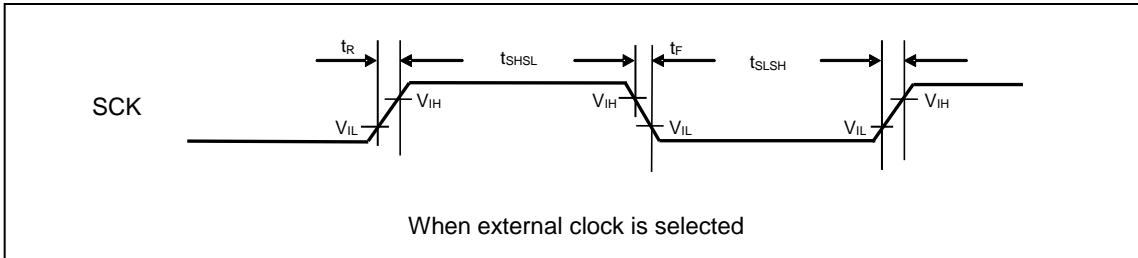 tR tSHSL tF tSLSH
SCK VIH VIH VIH
VIL VIL VIL
When external clock is selected